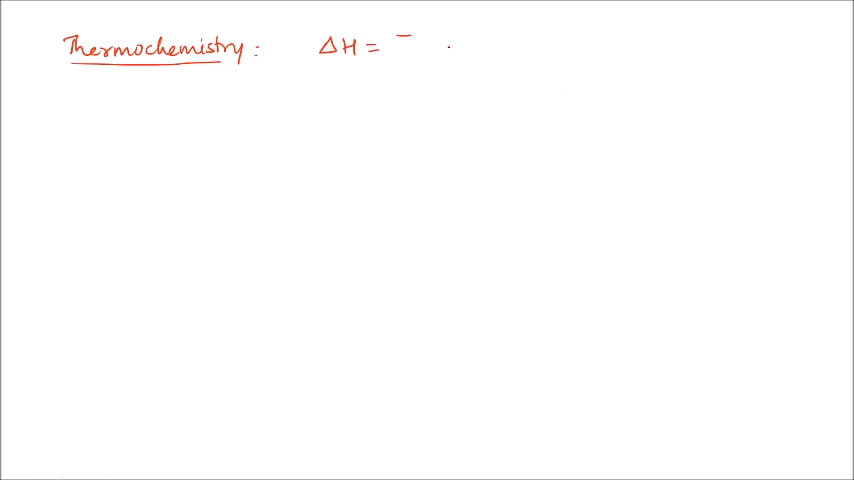 Thermochemistry: ΔH = -